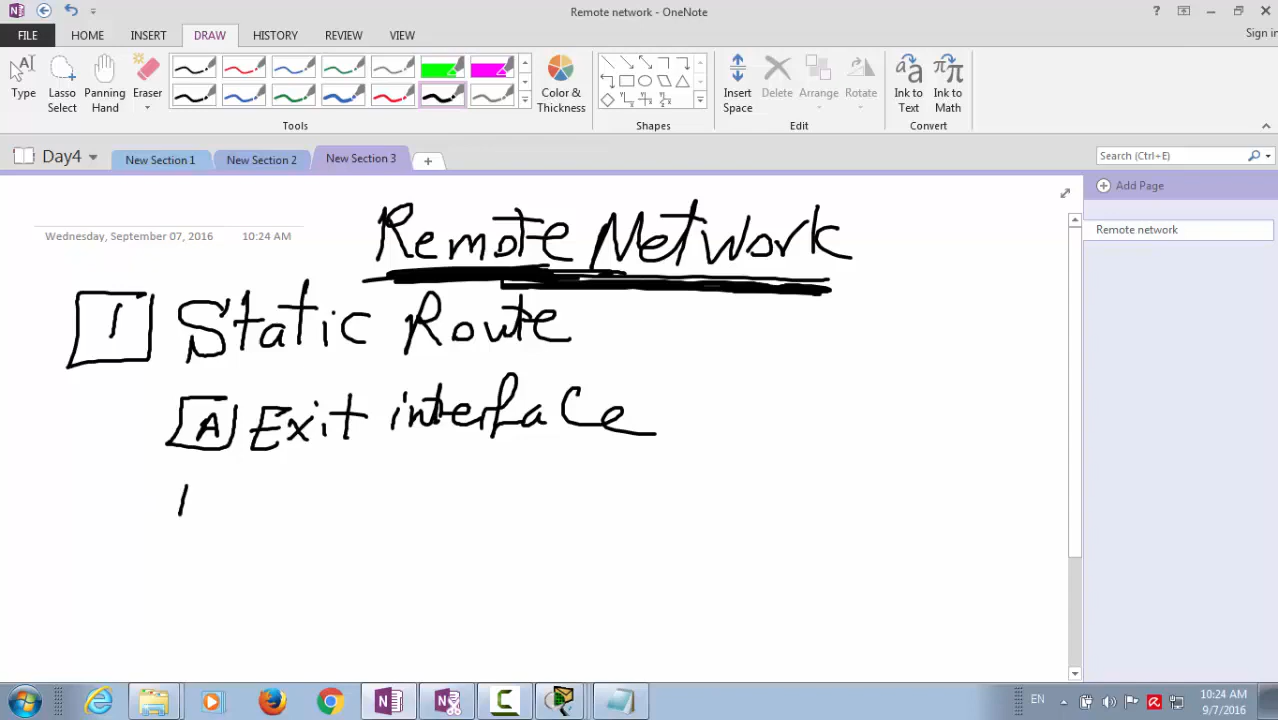 Remote network - OneNote
Sign in
FILE HOME INSERT DRAW HISTORY REVIEW VIEW
Type
Lasso Select
Panning Hand
Eraser
Color & Thickness
Insert Space
Delete
Arrange
Rotate
Ink to Text
Ink to Math
Tools Shapes Edit Convert
Day4 New Section 1 New Section 2 New Section 3
Search (Ctrl+E)
Add Page
Remote network
Wednesday, September 07, 2016 10:24 AM
Remote Network
1 Static Route
A Exit interface
EN
10:24 AM
9/7/2016